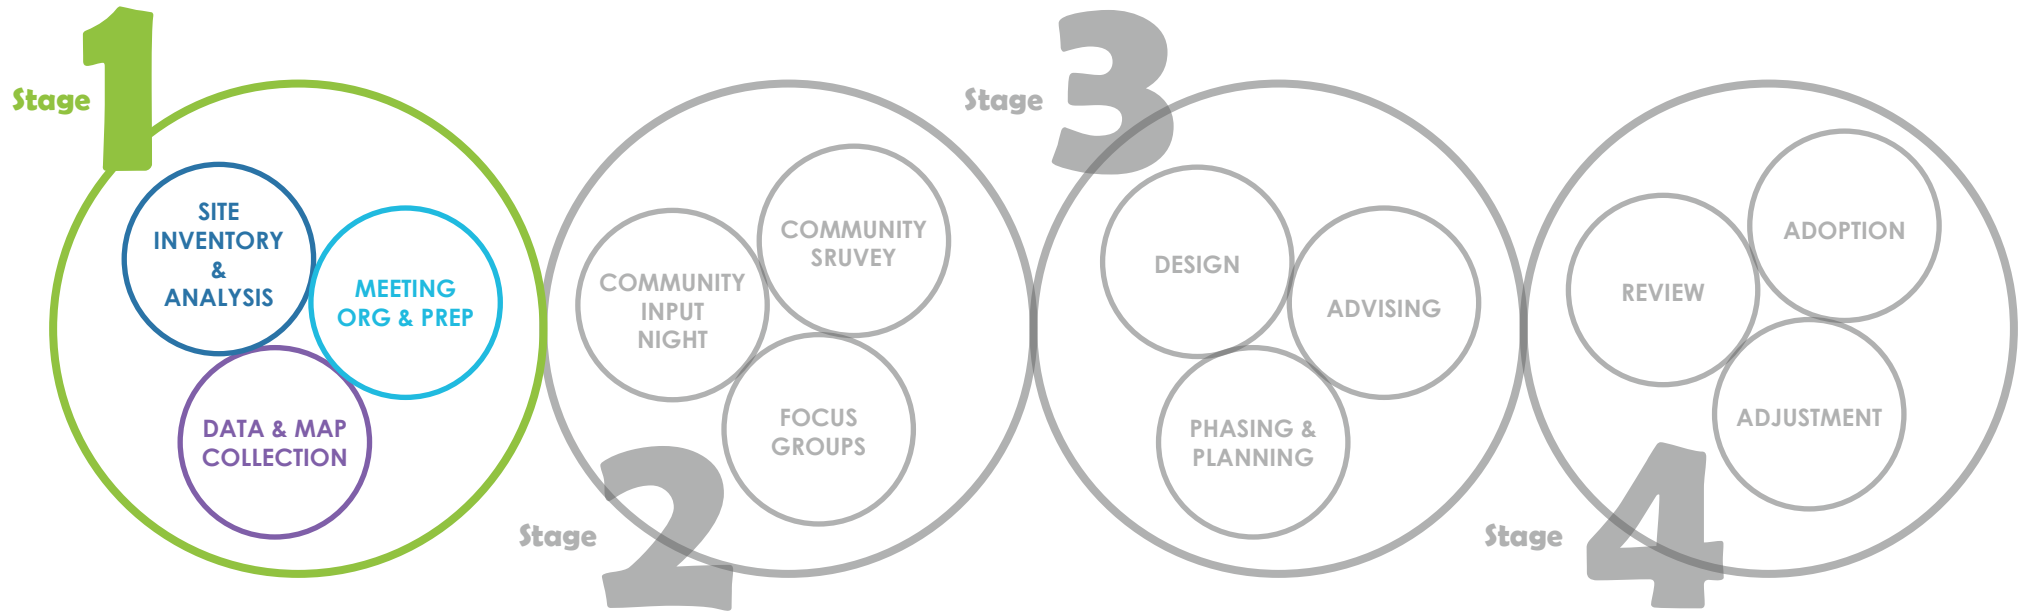 Stage 1
SITE
INVENTORY
&
ANALYSIS
MEETING
ORG & PREP
DATA & MAP
COLLECTION
Stage 2
COMMUNITY
INPUT
NIGHT
COMMUNITY
SRUVEY
FOCUS
GROUPS
Stage 3
DESIGN
ADVISING
PHASING &
PLANNING
Stage 4
REVIEW
ADOPTION
ADJUSTMENT